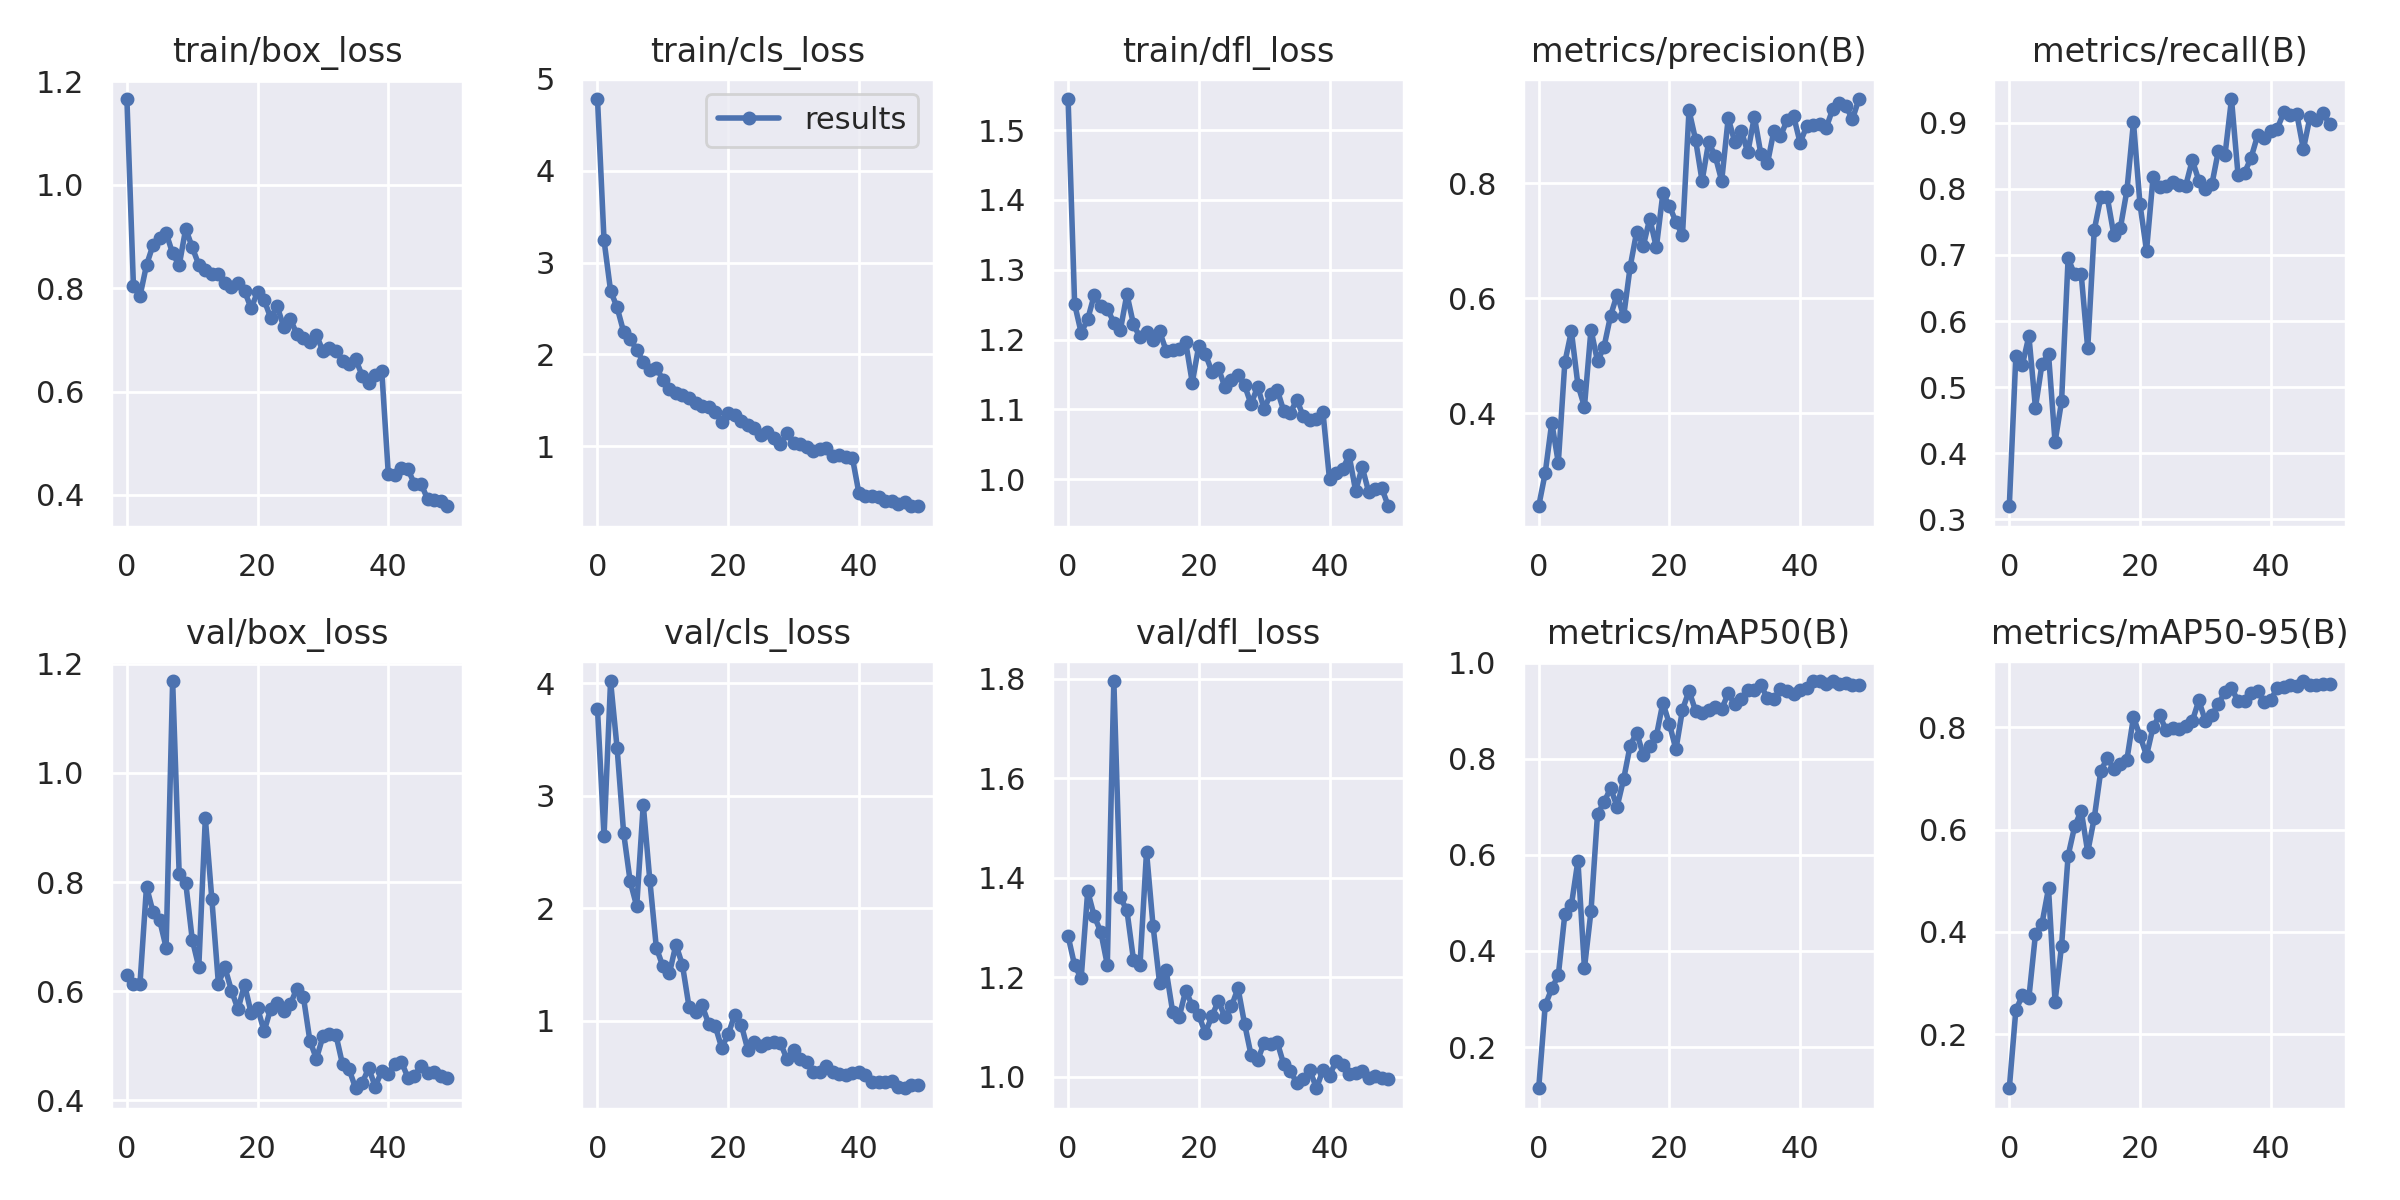 train/box_loss
1.2
1.0
0.8
0.6
0.4
0 20 40
train/cls_loss
results
5
4
3
2
1
0 20 40
train/dfl_loss
1.5
1.4
1.3
1.2
1.1
1.0
0 20 40
metrics/precision(B)
0.8
0.6
0.4
0 20 40
metrics/recall(B)
0.9
0.8
0.7
0.6
0.5
0.4
0.3
0 20 40
val/box_loss
1.2
1.0
0.8
0.6
0.4
0 20 40
val/cls_loss
4
3
2
1
0 20 40
val/dfl_loss
1.8
1.6
1.4
1.2
1.0
0 20 40
metrics/mAP50(B)
1.0
0.8
0.6
0.4
0.2
0 20 40
metrics/mAP50-95(B)
0.8
0.6
0.4
0.2
0 20 40